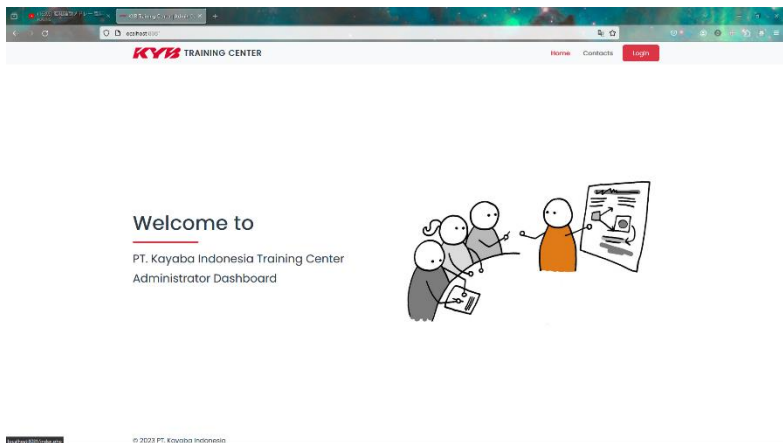 KYB TRAINING CENTER
Home Contacts Login
Welcome to
PT. Kayaba Indonesia Training Center
Administrator Dashboard
© 2023 PT. Kayaba Indonesia